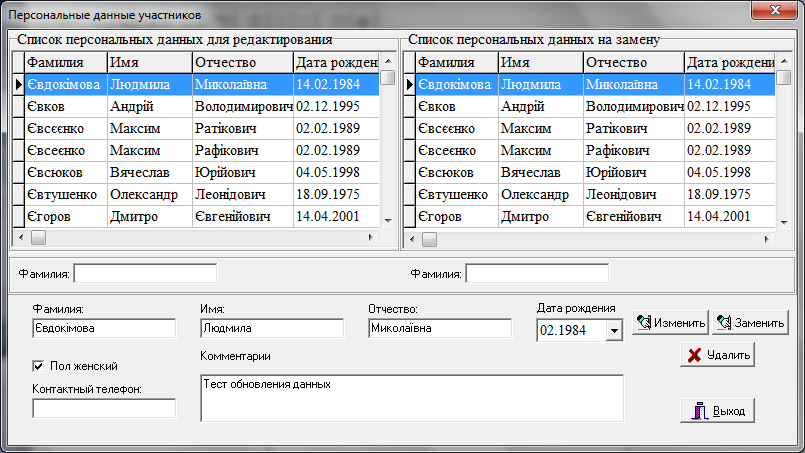 Персональные данные участников
Список персональных данных для редактирования
Фамилия Имя Отчество Дата рождени
Євдокімова Людмила Миколаївна 14.02.1984
Євков Андрій Володимирович 02.12.1995
Євсєєнко Максим Ратікович 02.02.1989
Євсеєнко Максим Рафікович 02.02.1989
Євсюков Вячеслав Юрійович 04.05.1998
Євтушенко Олександр Леонідович 18.09.1975
Єгоров Дмитро Євгенійович 14.04.2001
Список персональных данных на замену
Фамилия Имя Отчество Дата рождени
Євдокімова Людмила Миколаївна 14.02.1984
Євков Андрій Володимирович 02.12.1995
Євсєєнко Максим Ратікович 02.02.1989
Євсеєнко Максим Рафікович 02.02.1989
Євсюков Вячеслав Юрійович 04.05.1998
Євтушенко Олександр Леонідович 18.09.1975
Єгоров Дмитро Євгенійович 14.04.2001
Фамилия: Фамилия:
Фамилия: Имя: Отчество: Дата рождения
Євдокімова Людмила Миколаївна 02.1984 Изменить Заменить
Удалить
Пол женский Комментарии
Контактный телефон: Тест обновления данных
Выход